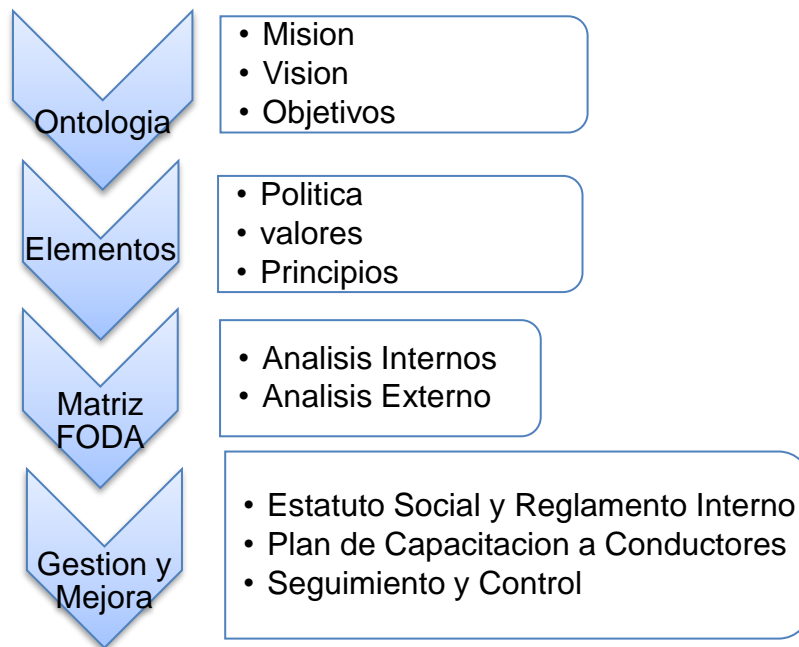 Ontologia
• Mision
• Vision
• Objetivos
Elementos
• Politica
• valores
• Principios
Matriz
FODA
• Analisis Internos
• Analisis Externo
Gestion y
Mejora
• Estatuto Social y Reglamento Interno
• Plan de Capacitacion a Conductores
• Seguimiento y Control